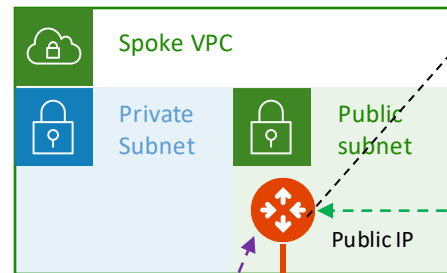 Spoke VPC
Private
Subnet
Public
subnet
Public IP